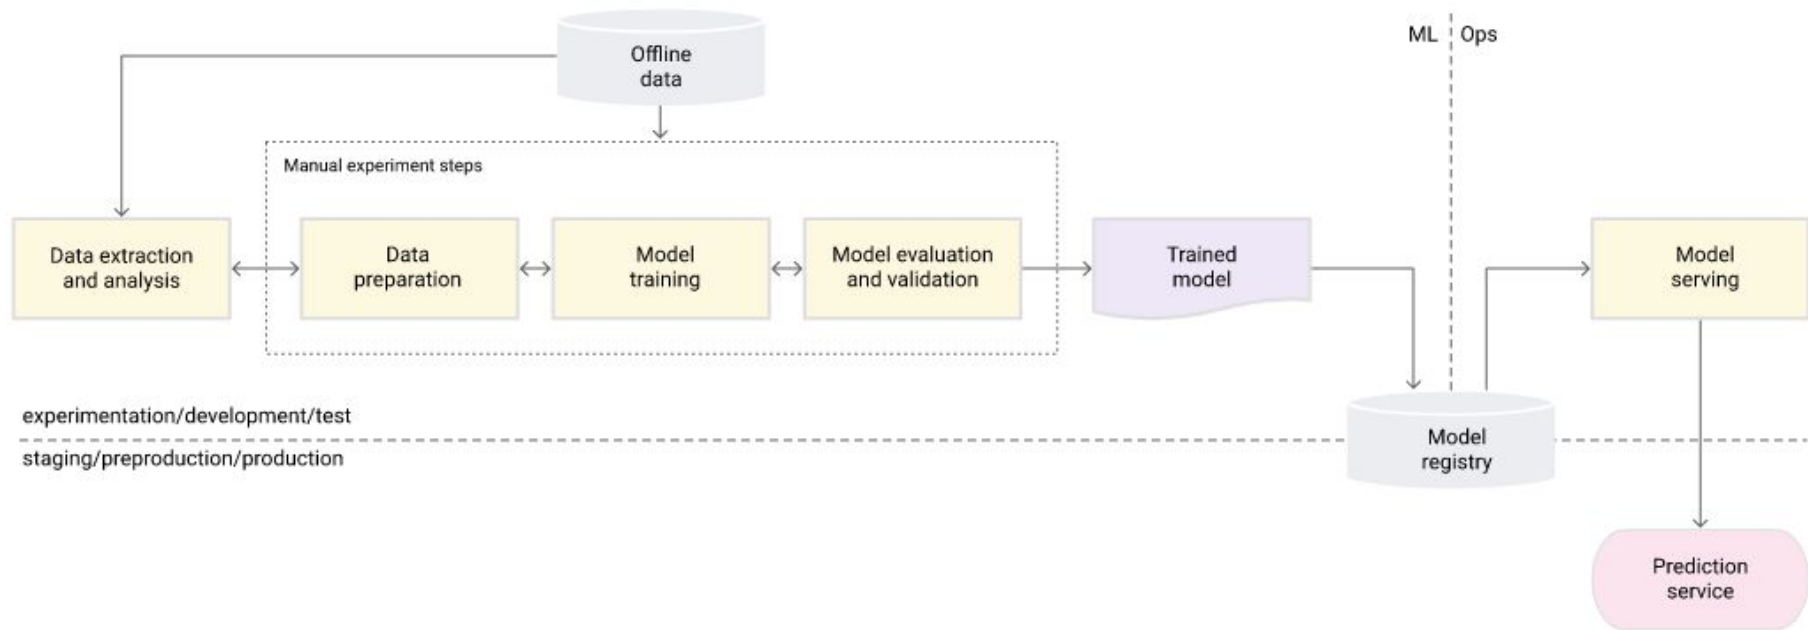 Offline
data
ML
Ops
Manual experiment steps
Data extraction
and analysis
Data
preparation
Model
training
Model evaluation
and validation
Trained
model
Model
serving
experimentation/development/test
staging/preproduction/production
Model
registry
Prediction
service